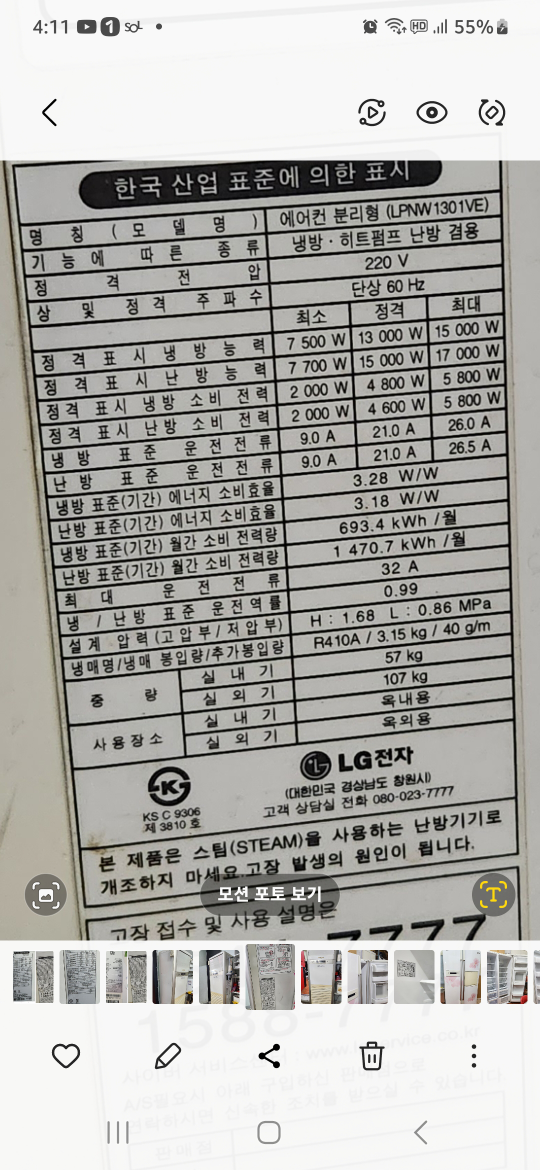 4:11
1
SOL
HD
55%
한국 산업 표준에 의한 표시
명 칭 ( 모 델 명 ) 에어컨 분리형 (LPNW1301VE)
기 능 에 따 른 종 류 냉방 · 히트펌프 난방 겸용
정 격 전 압 220 V
상 및 정 격 주 파 수 단상 60 Hz
최소 정격 최대
정 격 표 시 냉 방 능 력 7 500 W 13 000 W 15 000 W
정 격 표 시 난 방 능 력 7 700 W 15 000 W 17 000 W
정격 표시 냉방 소비 전력 2 000 W 4 800 W 5 800 W
정격 표시 난방 소비 전력 2 000 W 4 600 W 5 800 W
냉 방 표 준 운 전 전 류 9.0 A 21.0 A 26.0 A
난 방 표 준 운 전 전 류 9.0 A 21.0 A 26.5 A
냉방 표준(기간) 에너지 소비효율 3.28 W/W
난방 표준(기간) 에너지 소비효율 3.18 W/W
냉방 표준(기간) 월간 소비 전력량 693.4 kWh /월
난방 표준(기간) 월간 소비 전력량 1 470.7 kWh /월
최 대 운 전 전 류 32 A
냉 / 난방 표준 운전역률 0.99
설계 압력 (고압부 / 저압부) H : 1.68 L : 0.86 MPa
냉매명/냉매 봉입량/추가봉입량 R410A / 3.15 kg / 40 g/m
중 량 실 내 기 57 kg
실 외 기 107 kg
사용장소 실 내 기 옥내용
실 외 기 옥외용
KS C 9306
제 3810 호
LG전자
(대한민국 경상남도 창원시)
고객 상담실 전화 080-023-7777
본 제품은 스팀(STEAM)을 사용하는 난방기기로
개조하지 마세요.고장 발생의 원인이 됩니다.
모션 포토 보기
T
고장 접수 및 사용 설명은
7777
1588-7777